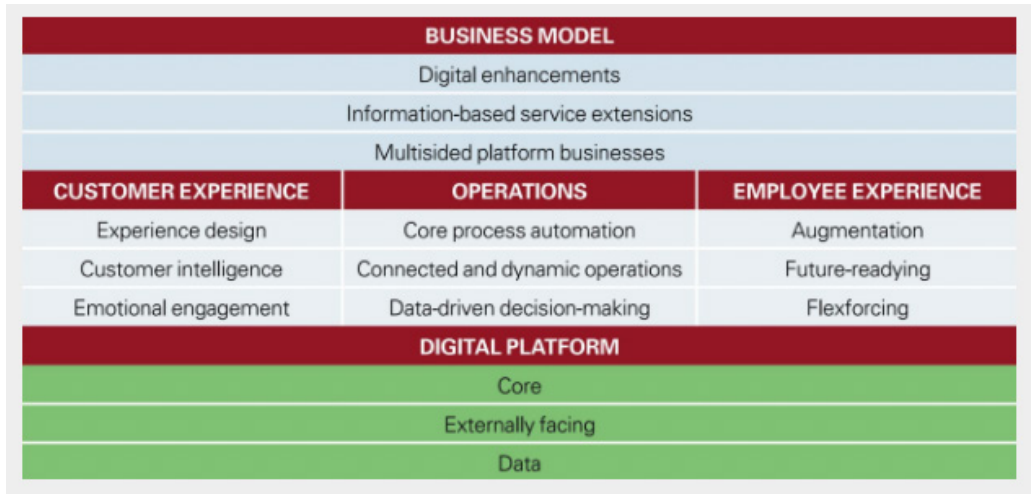 BUSINESS MODEL
Digital enhancements
Information-based service extensions
Multisided platform businesses
CUSTOMER EXPERIENCE OPERATIONS EMPLOYEE EXPERIENCE
Experience design Core process automation Augmentation
Customer intelligence Connected and dynamic operations Future-readying
Emotional engagement Data-driven decision-making Flexforcing
DIGITAL PLATFORM
Core
Externally facing
Data